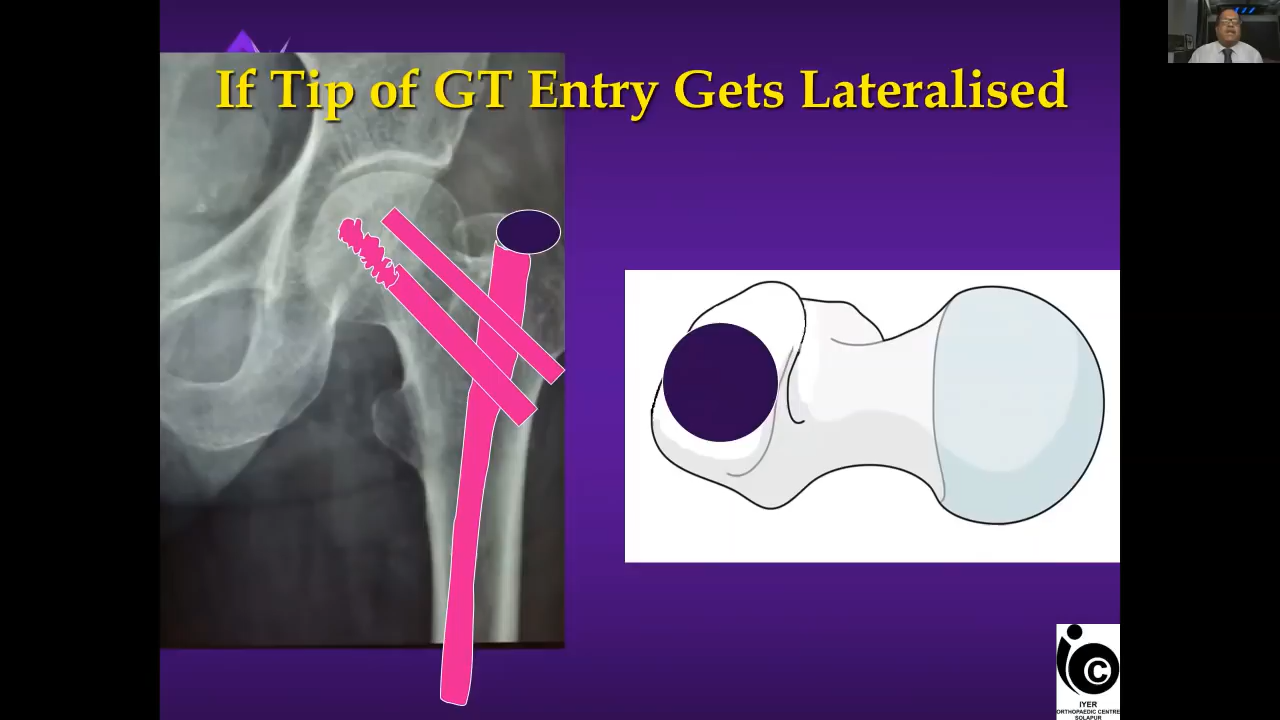 If Tip of GT Entry Gets Lateralised
C
IYER
ORTHOPAEDIC CENTRE
SOLAPUR